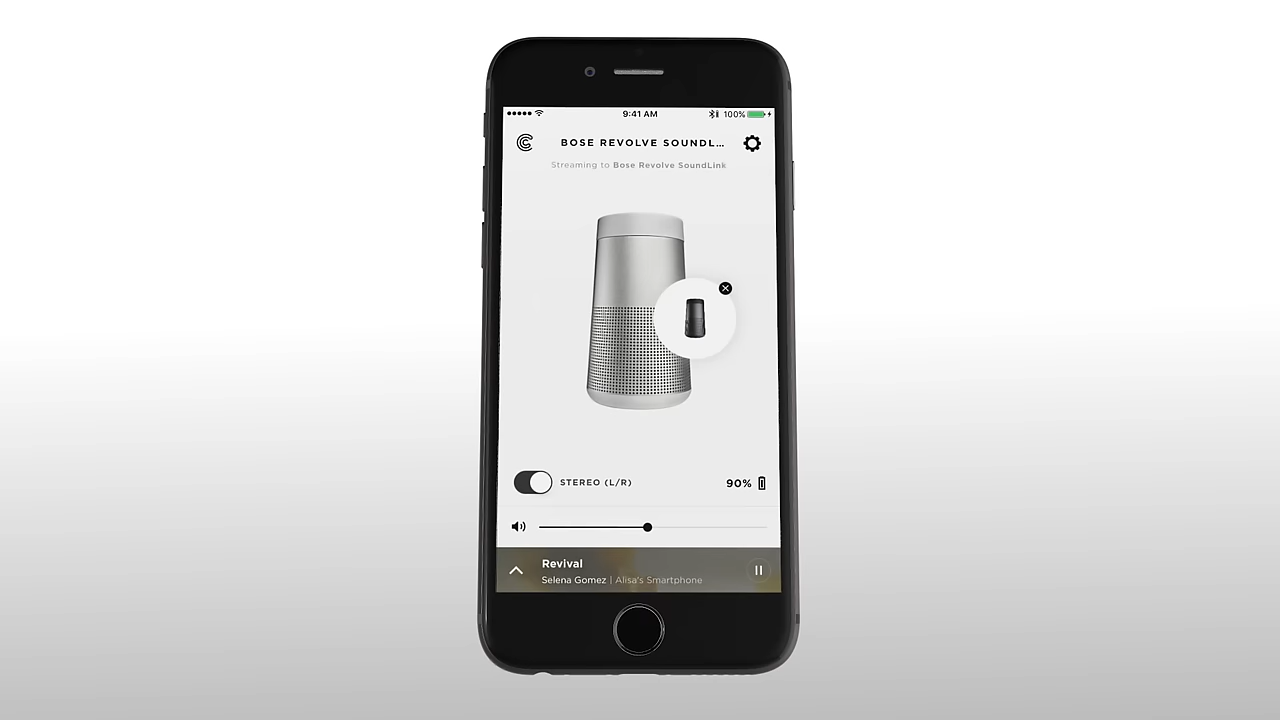 9:41 AM
100%
BOSE REVOLVE SOUNDL...
Streaming to Bose Revolve SoundLink
STEREO (L/R)
90%
Revival
Selena Gomez | Alisa's Smartphone